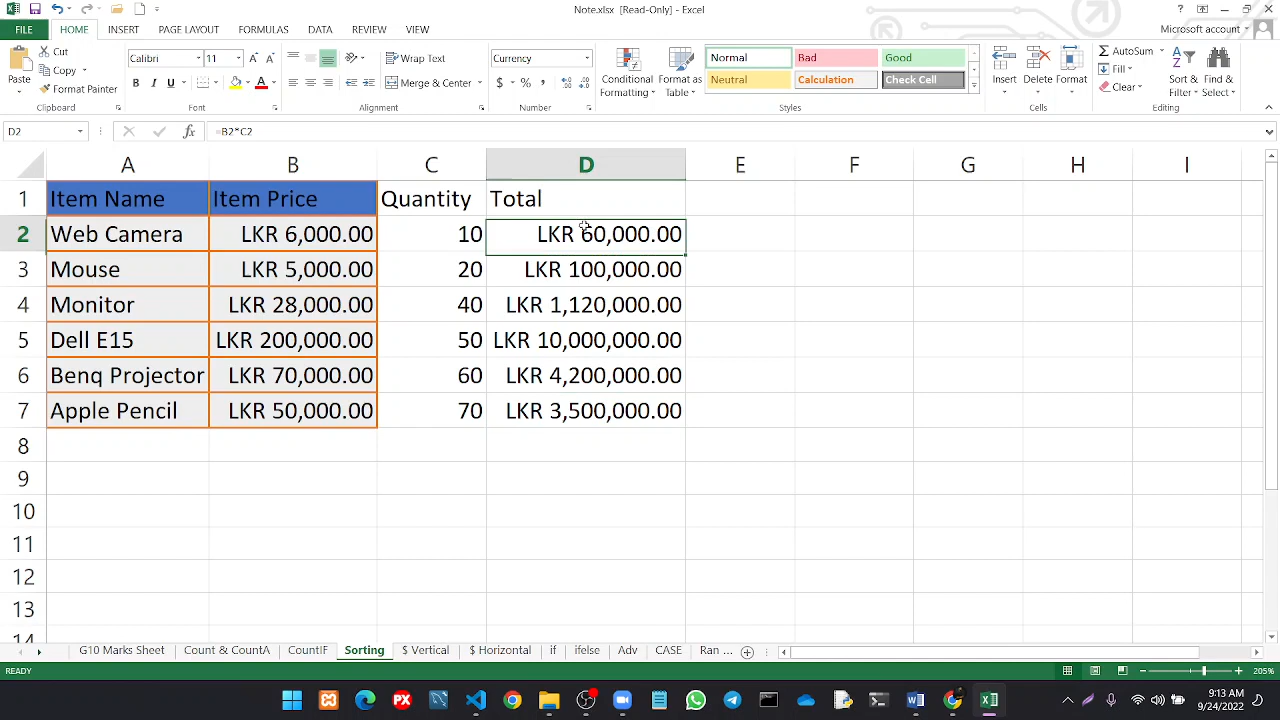 Note.xlsx [Read-Only] - Excel
FILE HOME INSERT PAGE LAYOUT FORMULAS DATA REVIEW VIEW Microsoft account
Paste
Cut
Copy
Format Painter
Clipboard
Calibri 11
B I U
Font
Wrap Text
Merge & Center
Alignment
Currency
$ % ,
Number
Conditional Formatting
Format as Table
Normal Bad Good
Neutral Calculation Check Cell
Styles
Insert Delete Format
Cells
AutoSum
Fill
Clear
Sort & Filter
Find & Select
Editing
D2 fx =B2*C2
A B C D E F G H I
1 Item Name Item Price Quantity Total
2 Web Camera LKR 6,000.00 10 LKR 60,000.00
3 Mouse LKR 5,000.00 20 LKR 100,000.00
4 Monitor LKR 28,000.00 40 LKR 1,120,000.00
5 Dell E15 LKR 200,000.00 50 LKR 10,000,000.00
6 Benq Projector LKR 70,000.00 60 LKR 4,200,000.00
7 Apple Pencil LKR 50,000.00 70 LKR 3,500,000.00
8
9
10
11
12
13
14
G10 Marks Sheet Count & CountA CountIF Sorting $ Vertical $ Horizontal if ifelse Adv CASE Ran ...
READY 205%
9:13 AM
9/24/2022